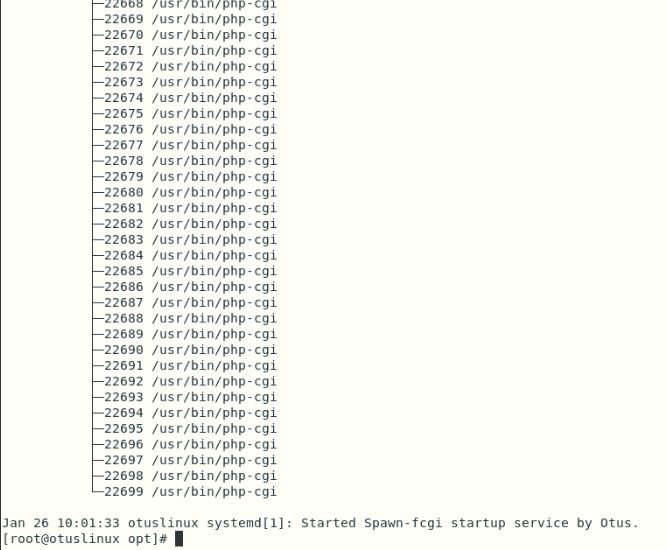 ├─22668 /usr/bin/php-cgi
├─22669 /usr/bin/php-cgi
├─22670 /usr/bin/php-cgi
├─22671 /usr/bin/php-cgi
├─22672 /usr/bin/php-cgi
├─22673 /usr/bin/php-cgi
├─22674 /usr/bin/php-cgi
├─22675 /usr/bin/php-cgi
├─22676 /usr/bin/php-cgi
├─22677 /usr/bin/php-cgi
├─22678 /usr/bin/php-cgi
├─22679 /usr/bin/php-cgi
├─22680 /usr/bin/php-cgi
├─22681 /usr/bin/php-cgi
├─22682 /usr/bin/php-cgi
├─22683 /usr/bin/php-cgi
├─22684 /usr/bin/php-cgi
├─22685 /usr/bin/php-cgi
├─22686 /usr/bin/php-cgi
├─22687 /usr/bin/php-cgi
├─22688 /usr/bin/php-cgi
├─22689 /usr/bin/php-cgi
├─22690 /usr/bin/php-cgi
├─22691 /usr/bin/php-cgi
├─22692 /usr/bin/php-cgi
├─22693 /usr/bin/php-cgi
├─22694 /usr/bin/php-cgi
├─22695 /usr/bin/php-cgi
├─22696 /usr/bin/php-cgi
├─22697 /usr/bin/php-cgi
├─22698 /usr/bin/php-cgi
└─22699 /usr/bin/php-cgi
Jan 26 10:01:33 otuslinux systemd[1]: Started Spawn-fcgi startup service by Otus.
[root@otuslinux opt]#